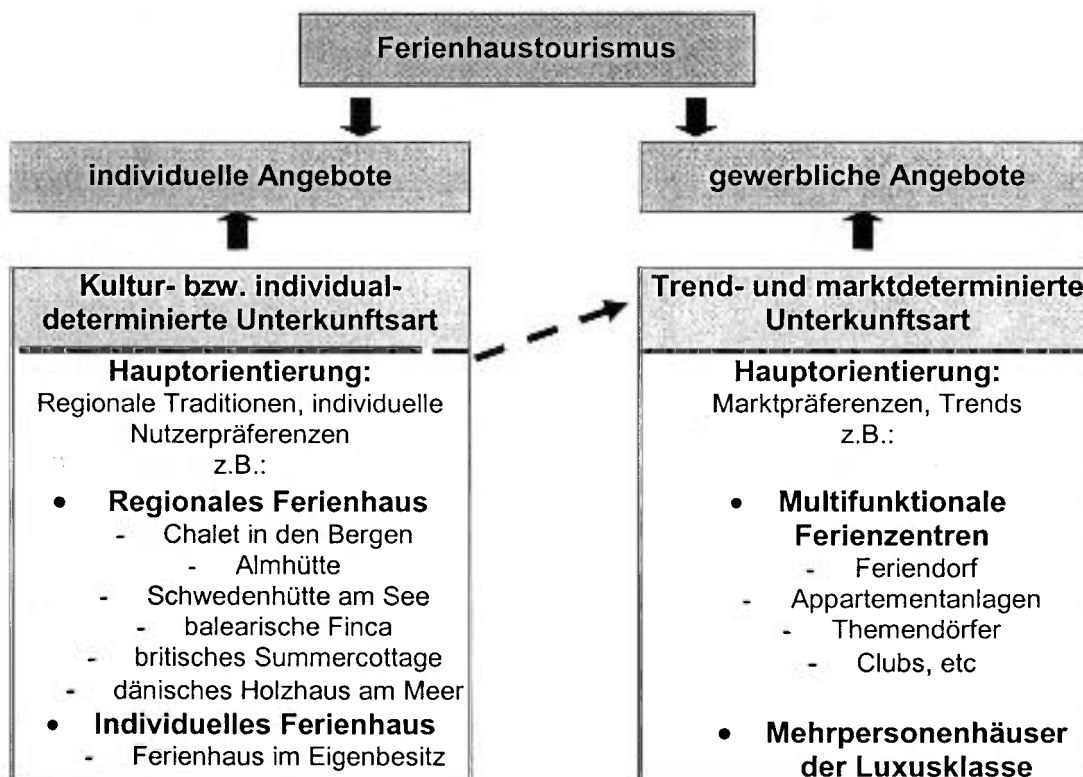 Ferienhaustourismus
individuelle Angebote
gewerbliche Angebote
Kultur- bzw. individual-
determinierte Unterkunftsart
Hauptorientierung:
Regionale Traditionen, individuelle
Nutzerpräferenzen
z.B.:
• Regionales Ferienhaus
- Chalet in den Bergen
- Almhütte
- Schwedenhütte am See
- balearische Finca
- britisches Summercottage
- dänisches Holzhaus am Meer
• Individuelles Ferienhaus
- Ferienhaus im Eigenbesitz
Trend- und marktdeterminierte
Unterkunftsart
Hauptorientierung:
Marktpräferenzen, Trends
z.B.:
• Multifunktionale
Ferienzentren
- Feriendorf
- Appartementanlagen
- Themendörfer
- Clubs, etc
• Mehrpersonenhäuser
der Luxusklasse